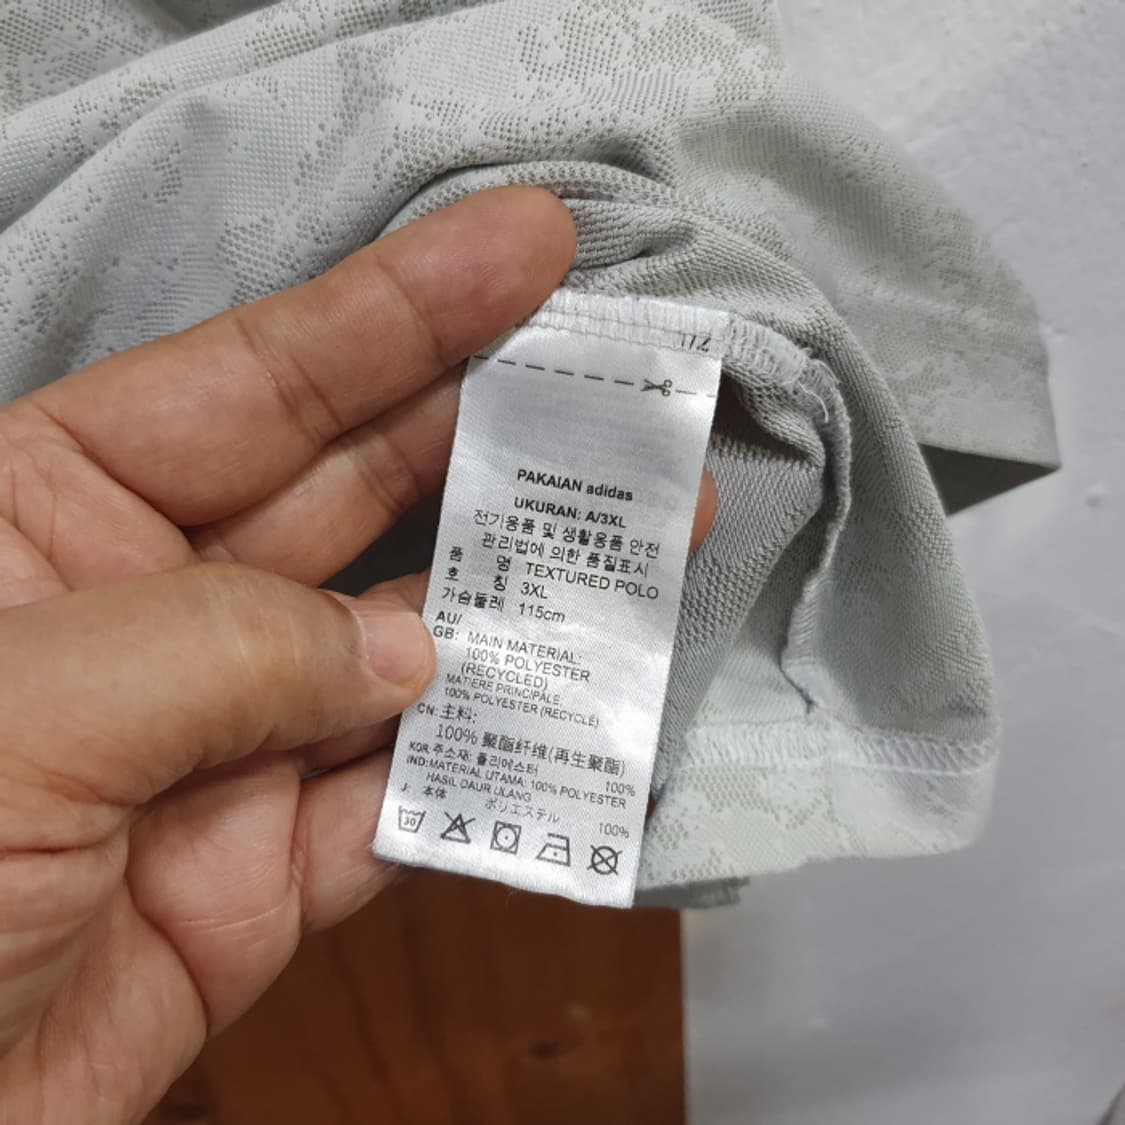 1/2
PAKAIAN adidas
UKURAN: A/3XL
전기용품 및 생활용품 안전
관리법에 의한 품질표시
품 명 TEXTURED POLO
호 칭 3XL
가슴둘레 115cm
AU/
GB: MAIN MATERIAL:
100% POLYESTER
(RECYCLED)
MATIERE PRINCIPALE:
100% POLYESTER (RECYCLÉ)
CN: 主料:
100% 聚酯纤维(再生聚酯)
KOR: 주소재: 폴리에스터 100%
IND: MATERIAL UTAMA: 100% POLYESTER
HASIL DAUR ULANG
J: 本体 ポリエステル 100%
30